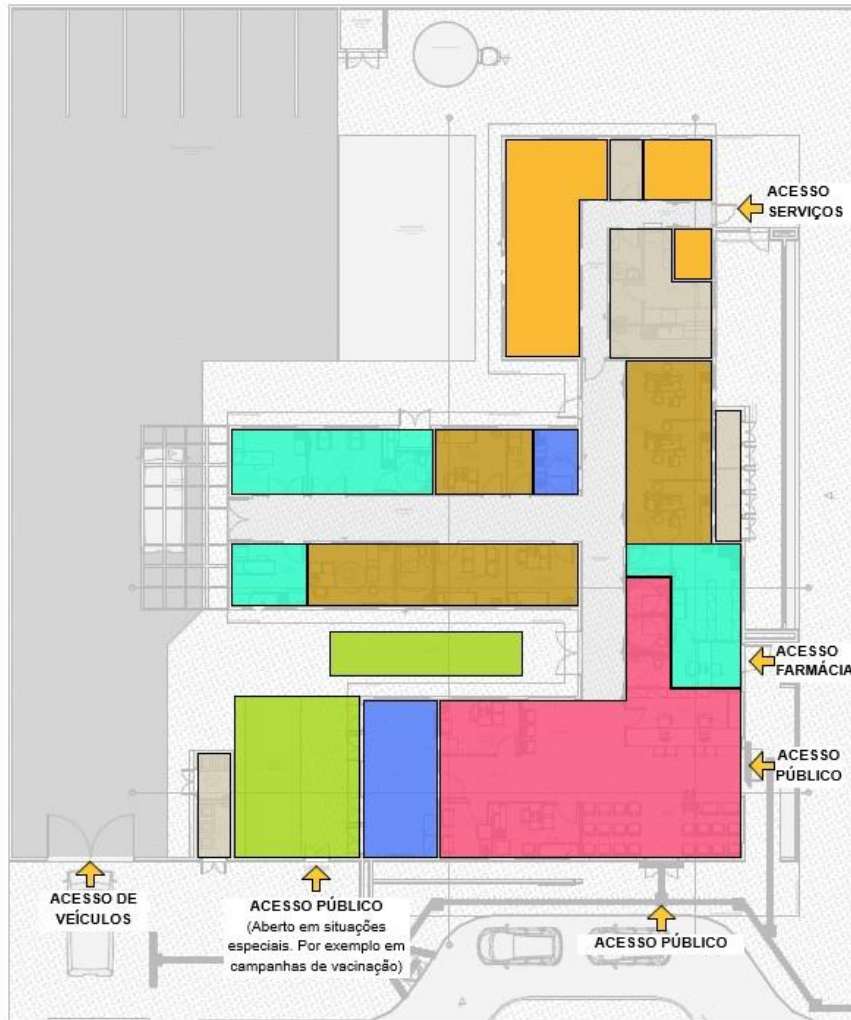 ACESSO
SERVIÇOS
ACESSO
FARMÁCIA
ACESSO
PÚBLICO
ACESSO DE
VEÍCULOS
ACESSO PÚBLICO
(Aberto em situações
especiais. Por exemplo em
campanhas de vacinação)
ACESSO PÚBLICO